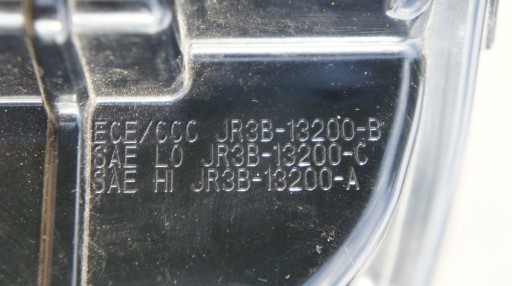 ECE/CCC JR3B-13200-B
SAE LO JR3B-13200-C
SAE HI JR3B-13200-A